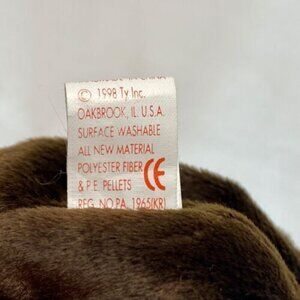 © 1998 Ty Inc.
OAKBROOK, IL. U.S.A.
SURFACE WASHABLE
ALL NEW MATERIAL
POLYESTER FIBER
& P.E. PELLETS CE
REG. NO PA. 1965(KR)